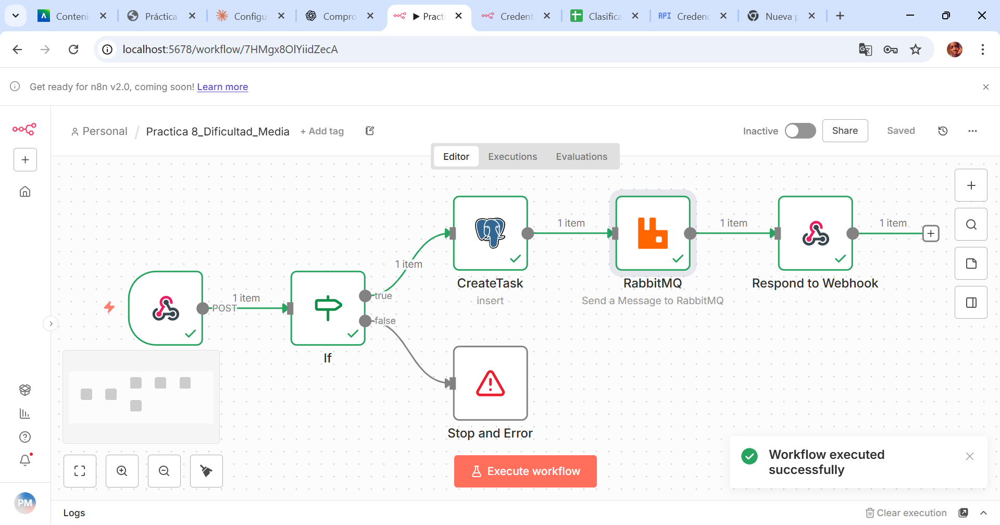 Conteni
Práctica
Configu
Compro
▶ Practi
Credent
Clasifica
API Creden
Nueva p
localhost:5678/workflow/7HMgx8OlYiidZecA
Get ready for n8n v2.0, coming soon! Learn more
Personal / Practica 8_Dificultad_Media + Add tag
Inactive
Share
Saved
Editor
Executions
Evaluations
1 item
1 item
1 item
1 item
CreateTask
insert
RabbitMQ
Send a Message to RabbitMQ
Respond to Webhook
POST
1 item
true
false
If
Stop and Error
Execute workflow
Workflow executed
successfully
PM
Logs
Clear execution